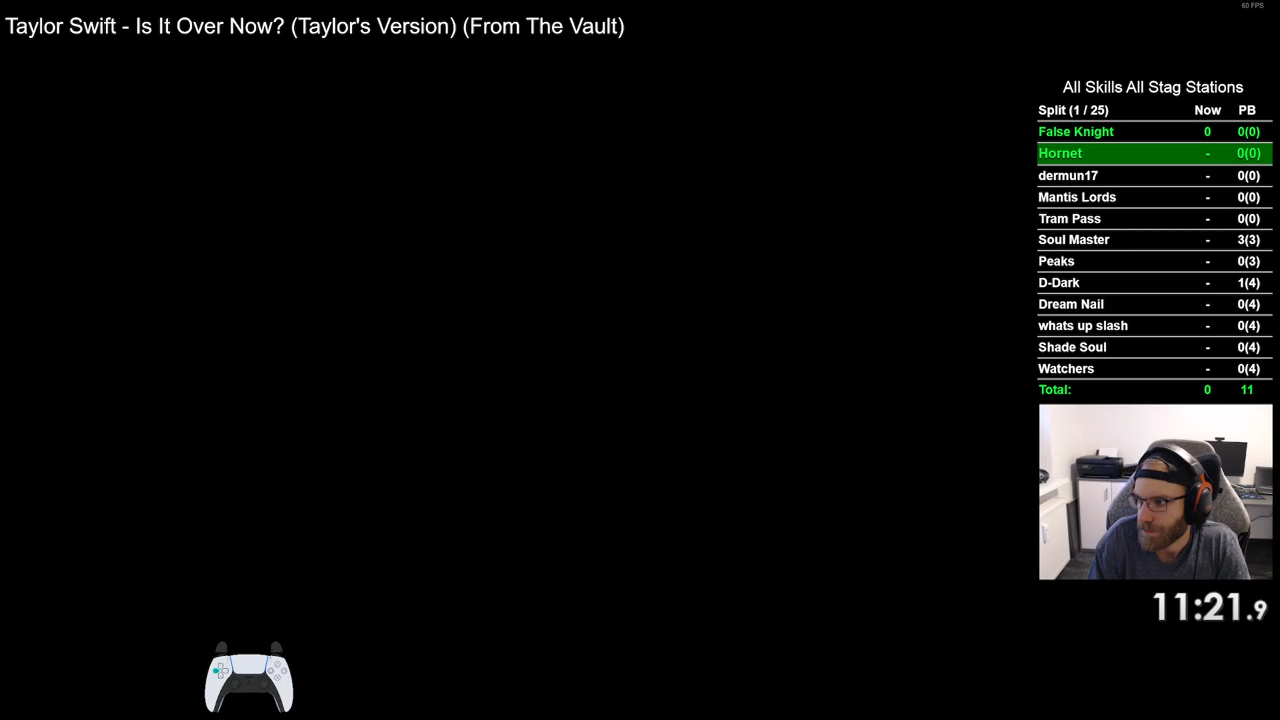 Taylor Swift - Is It Over Now? (Taylor's Version) (From The Vault)
60 FPS
All Skills All Stag Stations
Split (1 / 25) Now PB
False Knight 0 0(0)
Hornet - 0(0)
dermun17 - 0(0)
Mantis Lords - 0(0)
Tram Pass - 0(0)
Soul Master - 3(3)
Peaks - 0(3)
D-Dark - 1(4)
Dream Nail - 0(4)
whats up slash - 0(4)
Shade Soul - 0(4)
Watchers - 0(4)
Total: 0 11
11:21.9